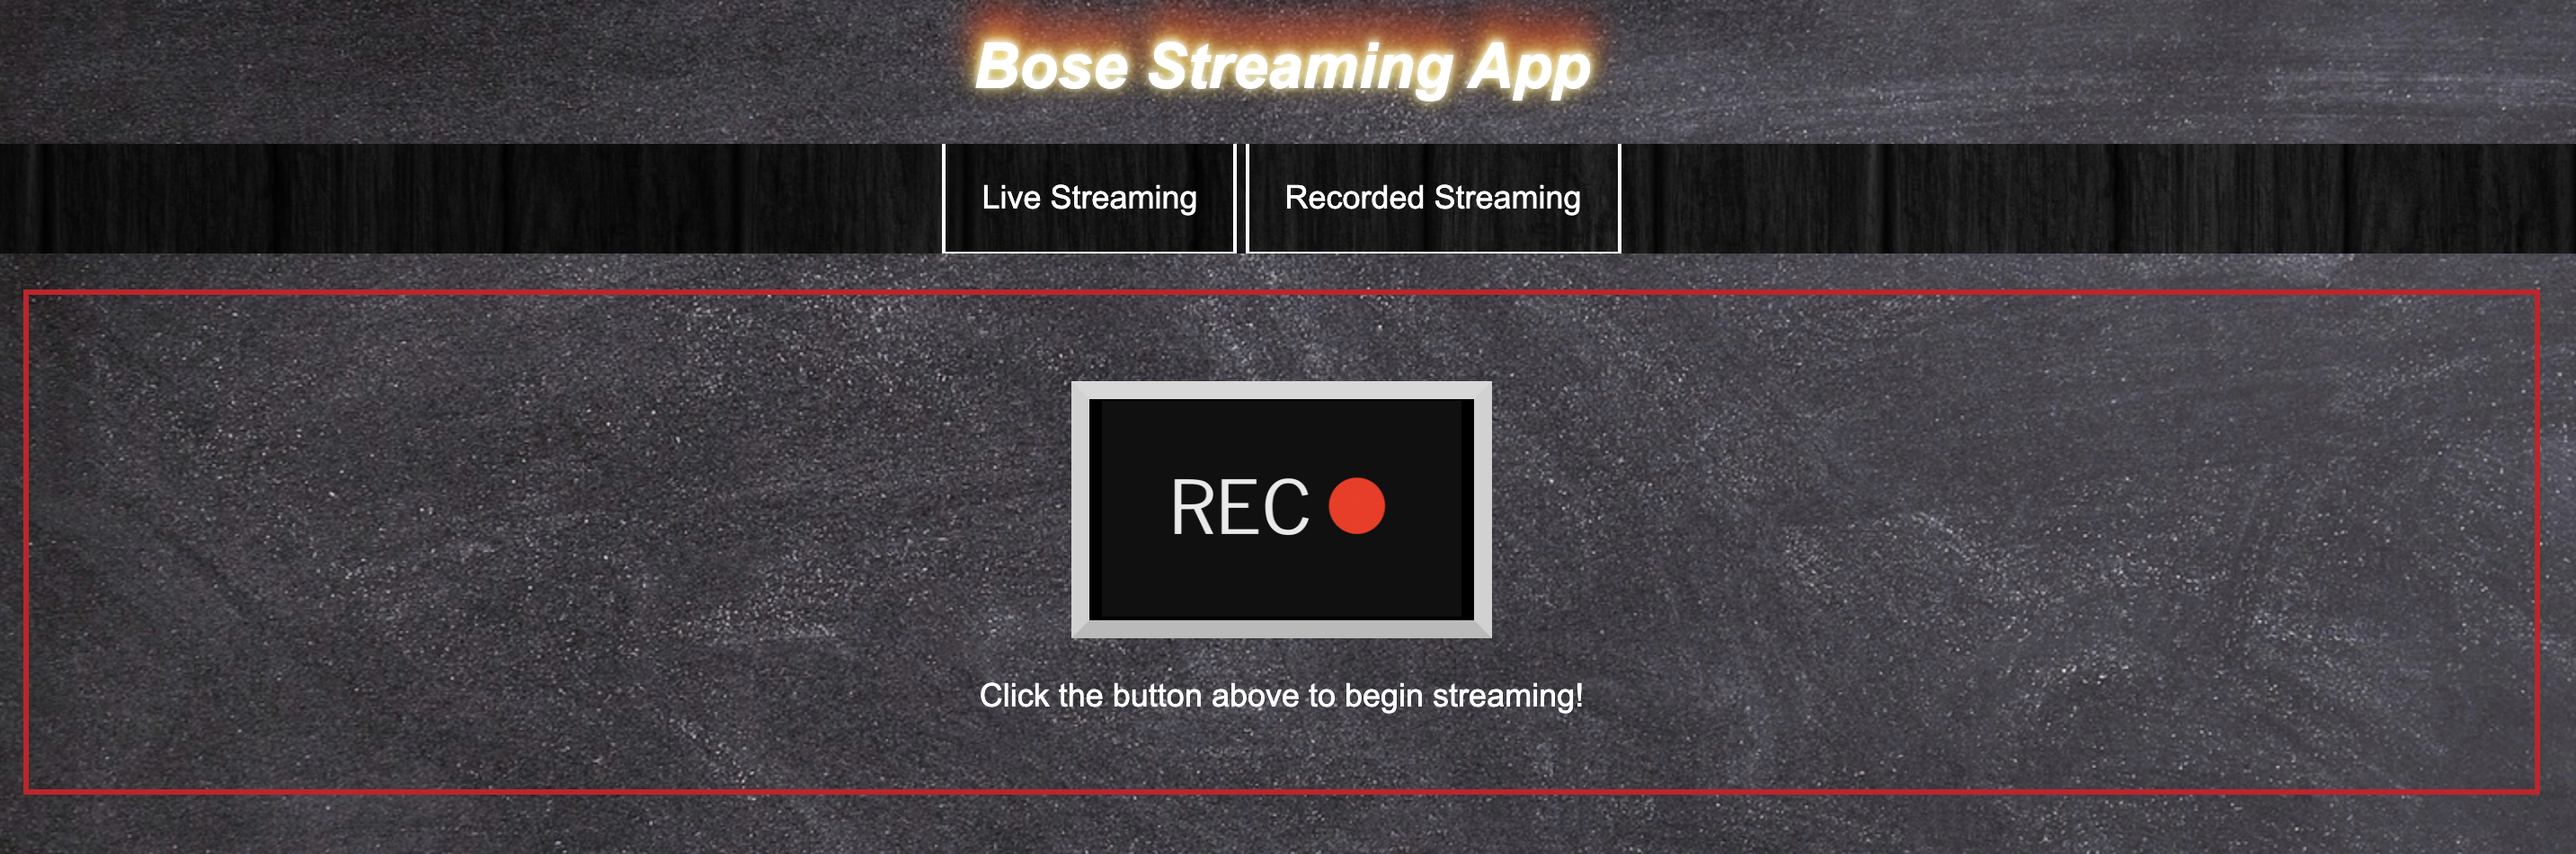 Bose Streaming App
Live Streaming Recorded Streaming
REC
Click the button above to begin streaming!